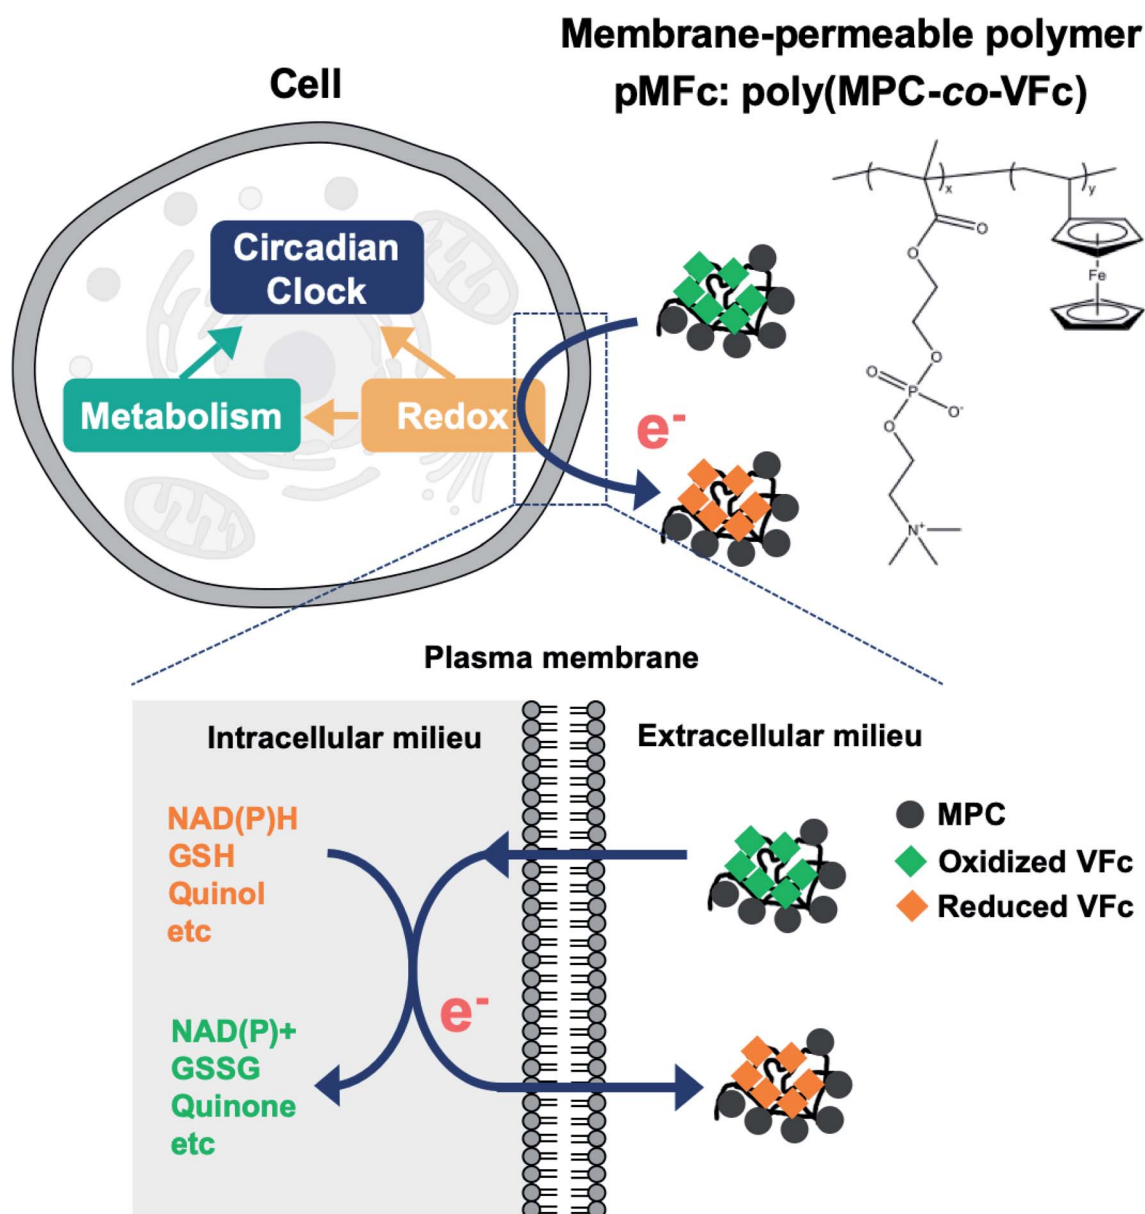 Membrane-permeable polymer
pMFc: poly(MPC-co-VFc)
Cell
Circadian
Clock
Metabolism
Redox
e-
x
y
O
O
Fe
O
O
P
O-
O
N+
Plasma membrane
Intracellular milieu
Extracellular milieu
NAD(P)H
GSH
Quinol
etc
e-
NAD(P)+
GSSG
Quinone
etc
MPC
Oxidized VFc
Reduced VFc